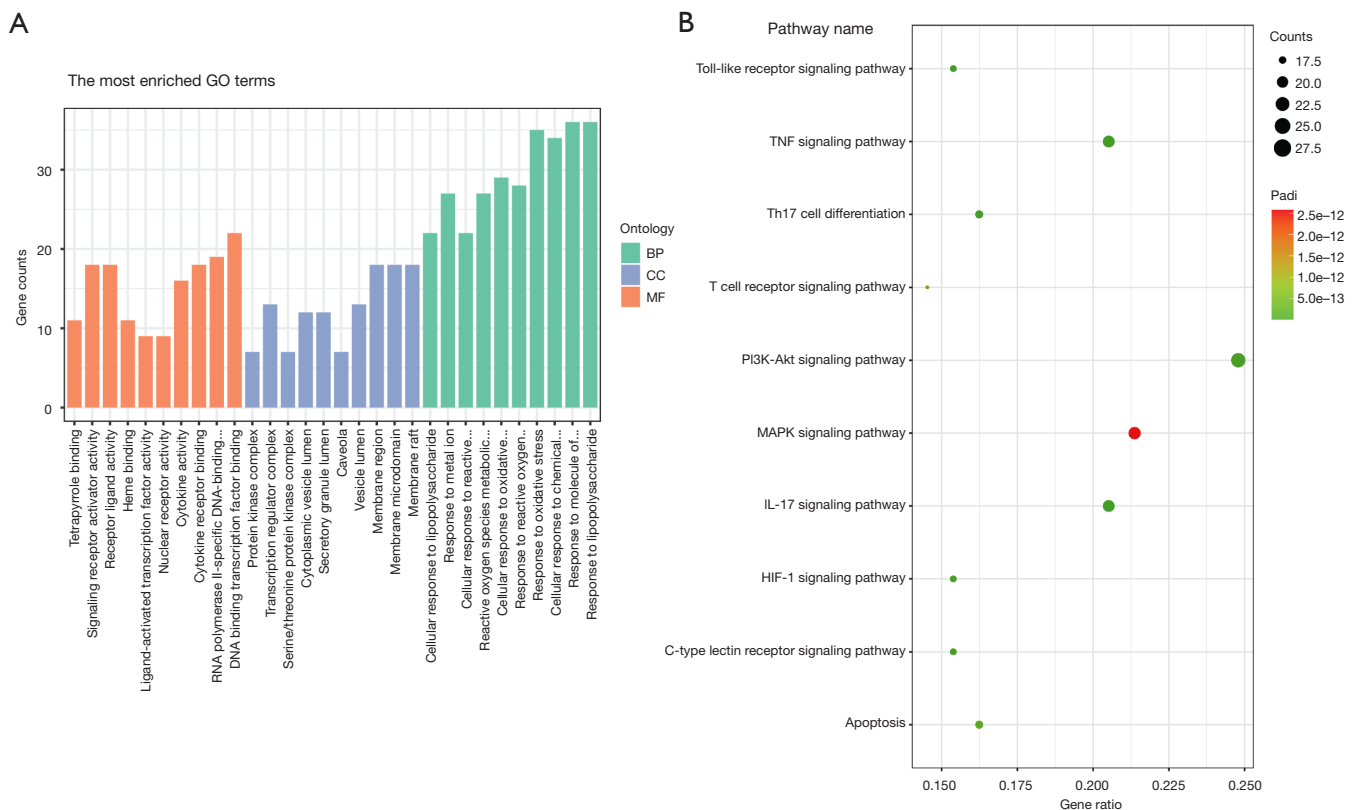 A
The most enriched GO terms
Gene counts
30
20
10
0
Tetrapyrrole binding
Signaling receptor activator activity
Receptor ligand activity
Heme binding
Ligand-activated transcription factor activity
Nuclear receptor activity
Cytokine activity
Cytokine receptor binding
RNA polymerase II-specific DNA-binding...
DNA binding transcription factor binding
Protein kinase complex
Transcription regulator complex
Serine/threonine protein kinase complex
Cytoplasmic vesicle lumen
Secretory granule lumen
Caveola
Vesicle lumen
Membrane region
Membrane microdomain
Membrane raft
Cellular response to lipopolysaccharide
Response to metal ion
Cellular response to reactive...
Reactive oxygen species metabolic...
Cellular response to oxidative...
Response to reactive oxygen..
Response to oxidative stress
Cellular response to chemical...
Response to molecule of...
Response to lipopolysaccharide
Ontology
BP
CC
MF
B
Pathway name
Toll-like receptor signaling pathway
TNF signaling pathway
Th17 cell differentiation
T cell receptor signaling pathway
PI3K-Akt signaling pathway
MAPK signaling pathway
IL-17 signaling pathway
HIF-1 signaling pathway
C-type lectin receptor signaling pathway
Apoptosis
0.150 0.175 0.200 0.225 0.250
Gene ratio
Counts
17.5
20.0
22.5
25.0
27.5
Padi
2.5e-12
2.0e-12
1.5e-12
1.0e-12
5.0e-13